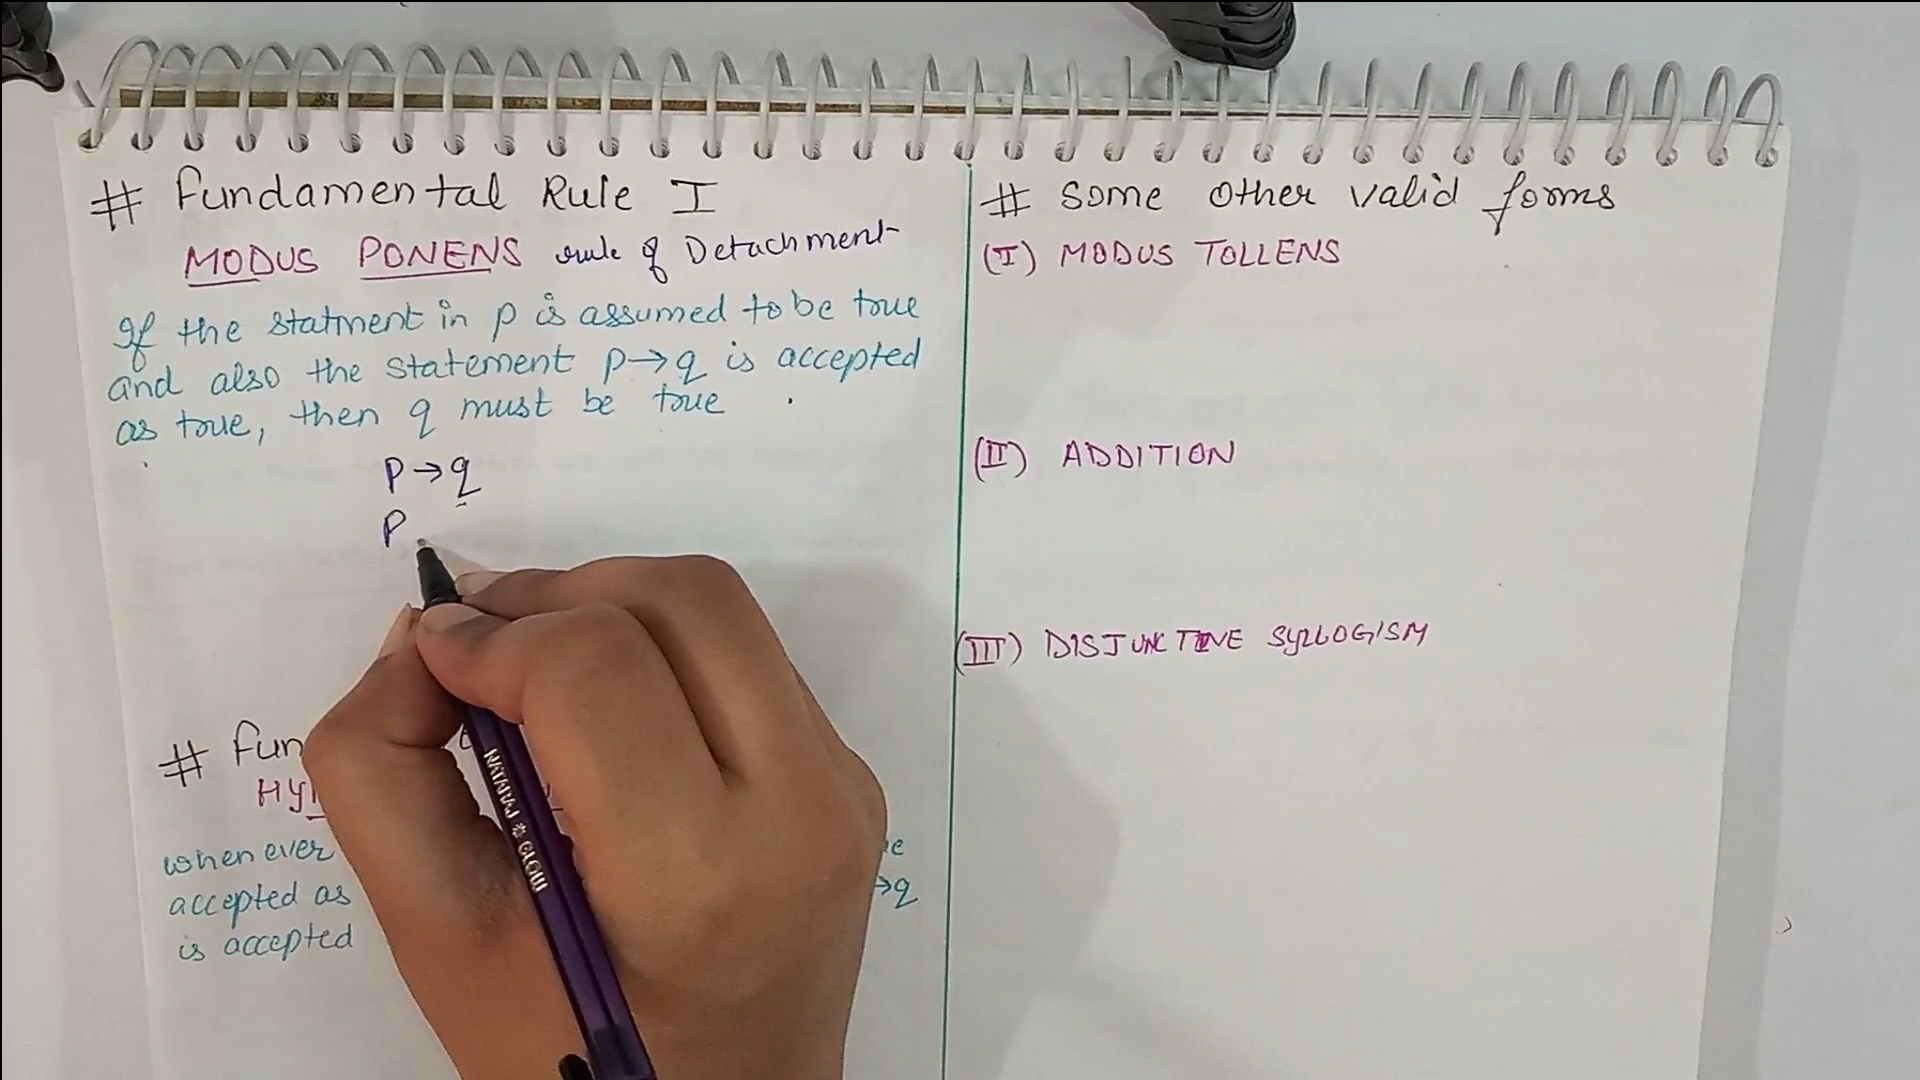 # Fundamental Rule I
MODUS PONENS rule of Detachment
If the statment in p is assumed to be true
and also the statement p→q is accepted
as true, then q must be true .
P→q
P
# Fun
HY
when ever
accepted as →q
is accepted
# Some Other valid forms
(I) MODUS TOLLENS
(II) ADDITION
(III) DISJUNCTIVE SYLLOGISM
NATARAJ * GLOW